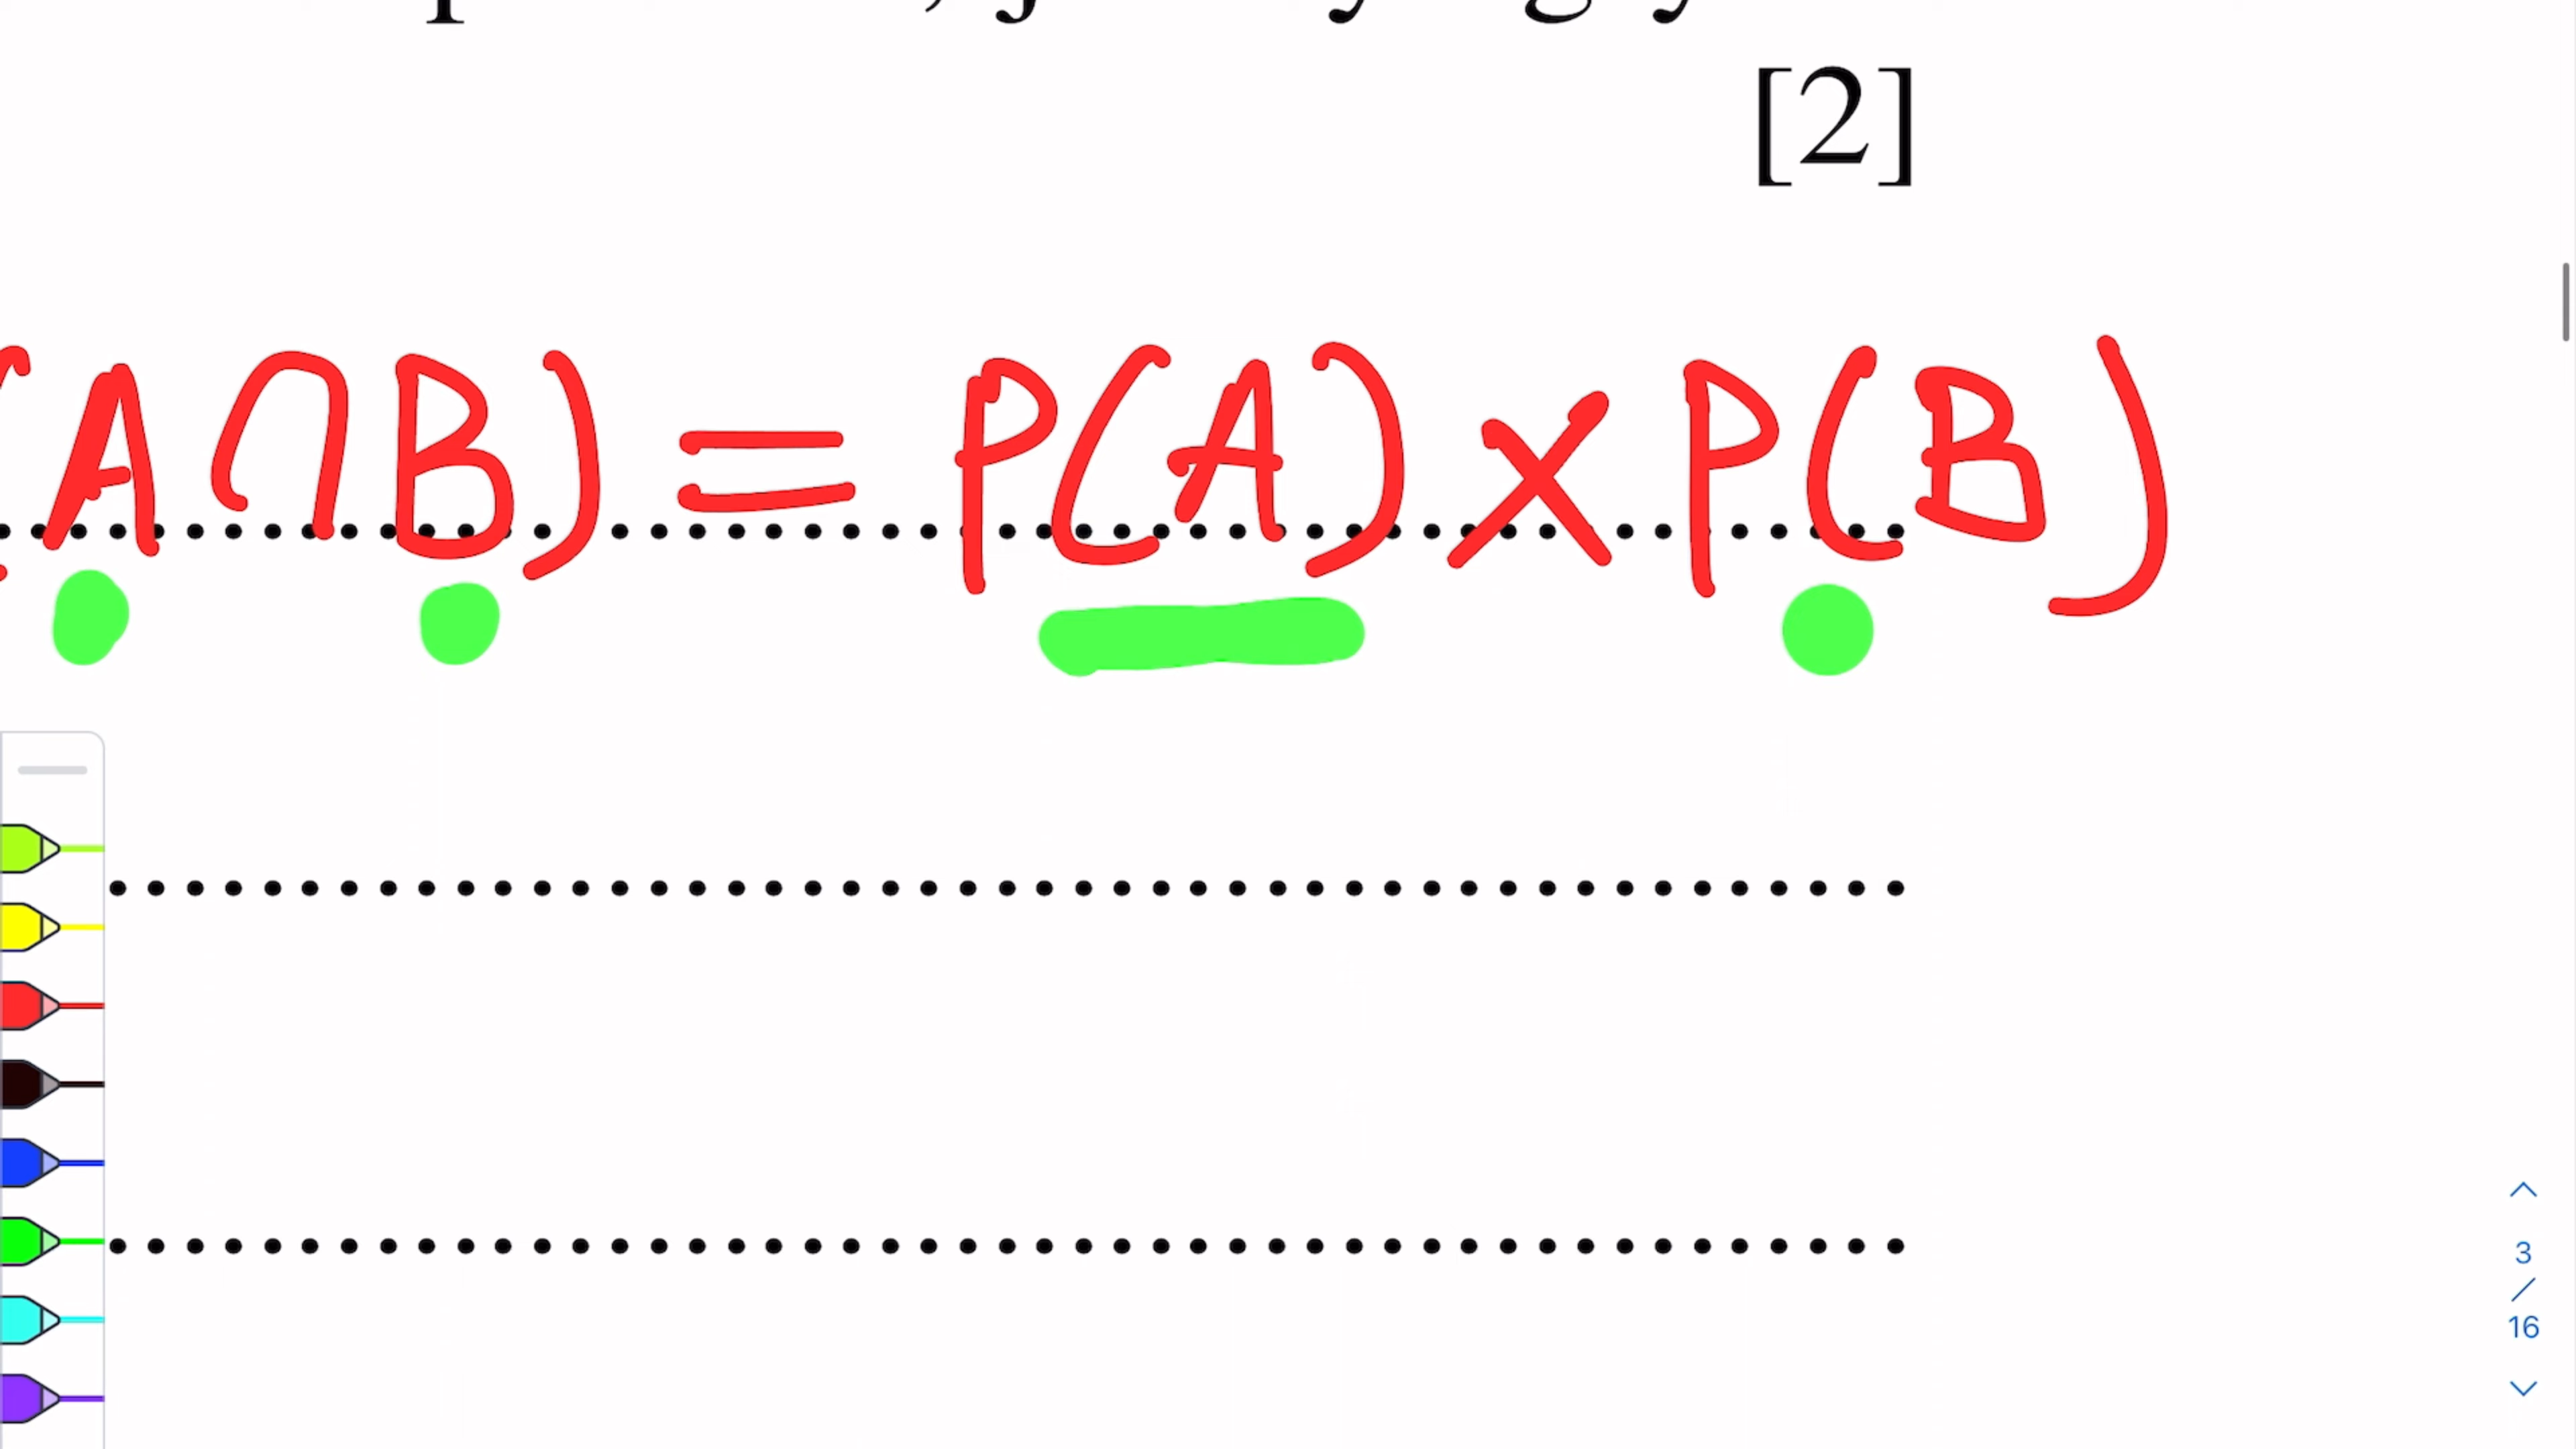 [2]
(A∩B) = P(A) × P(B)
3
/
16